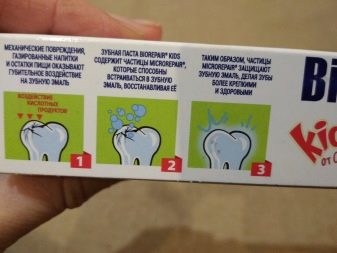 МЕХАНИЧЕСКИЕ ПОВРЕЖДЕНИЯ,
ГАЗИРОВАННЫЕ НАПИТКИ
И ОСТАТКИ ПИЩИ ОКАЗЫВАЮТ
ГУБИТЕЛЬНОЕ ВОЗДЕЙСТВИЕ
НА ЗУБНУЮ ЭМАЛЬ
ВОЗДЕЙСТВИЕ
КИСЛОТНЫХ
ПРОДУКТОВ
1
ЗУБНАЯ ПАСТА BIOREPAIR® KIDS
СОДЕРЖИТ ЧАСТИЦЫ MICROREPAIR®,
КОТОРЫЕ СПОСОБНЫ
ВСТРАИВАТЬСЯ В ЗУБНУЮ
ЭМАЛЬ, ВОССТАНАВЛИВАЯ ЕЁ
2
ТАКИМ ОБРАЗОМ, ЧАСТИЦЫ
MICROREPAIR® ЗАЩИЩАЮТ
ЗУБНУЮ ЭМАЛЬ, ДЕЛАЯ ЗУБЫ
БОЛЕЕ КРЕПКИМИ
И ЗДОРОВЫМИ
3
Bi
Kid
ОТ 0